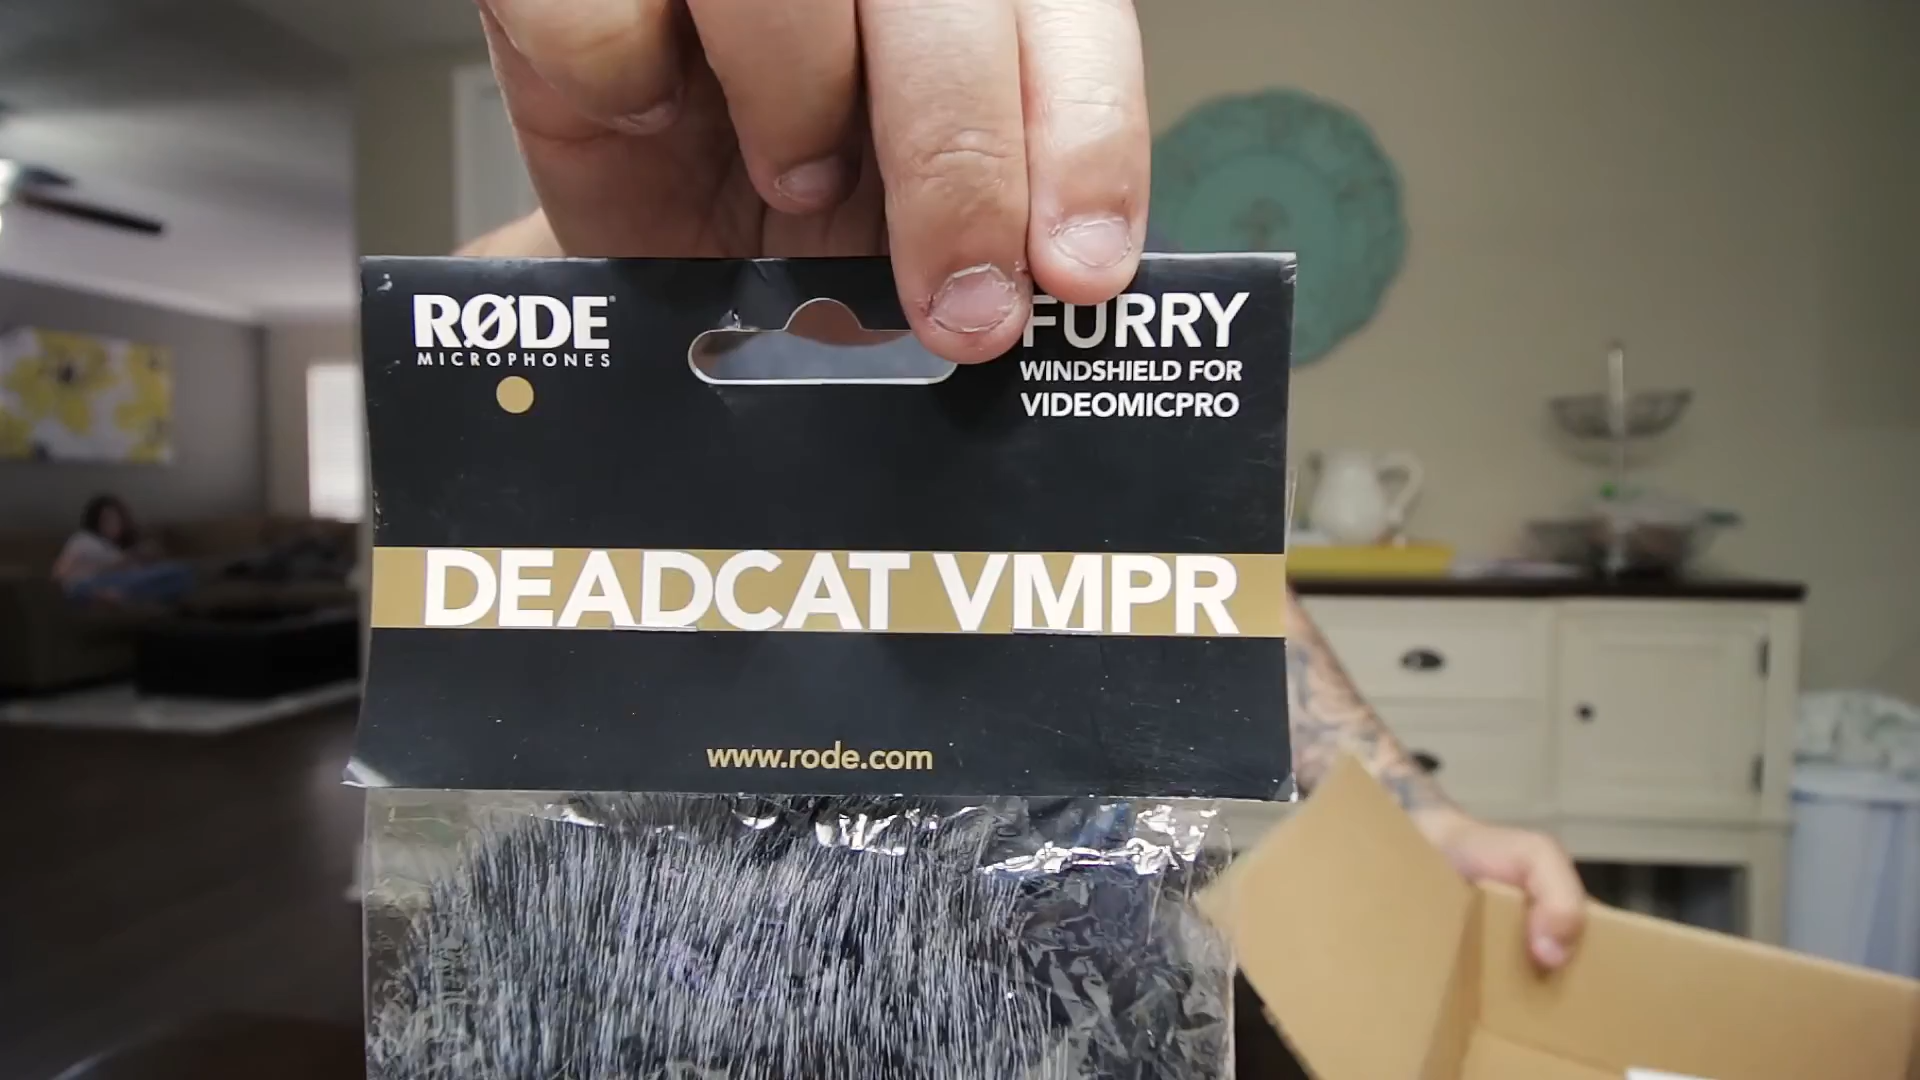 RØDE
MICROPHONES
FURRY
WINDSHIELD FOR
VIDEOMICPRO
DEADCAT VMPR
www.rode.com